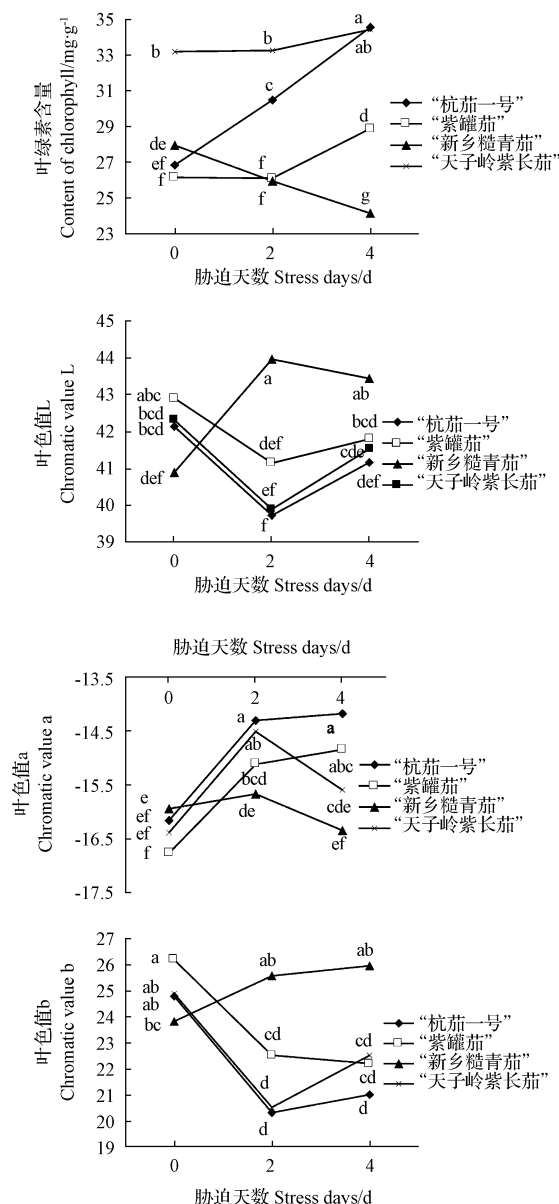 叶绿素含量
Content of chlorophyll/mg·g-1
35
33
31
29
27
25
23
b
b
a
ab
c
d
de
ef
f
f
f
g
0 2 4
胁迫天数 Stress days/d
“杭茄一号”
“紫罐茄”
“新乡糙青茄”
“天子岭紫长茄”
叶色值L
Chromatic value L
45
44
43
42
41
40
39
abc
bcd
bcd
def
a
def
ef
f
ab
bcd
cde
def
0 2 4
胁迫天数 Stress days/d
“杭茄一号”
“紫罐茄”
“新乡糙青茄”
“天子岭紫长茄”
胁迫天数 Stress days/d
叶色值a
Chromatic value a
0 2 4
-13.5
-14.5
-15.5
-16.5
-17.5
e
ef
ef
f
a
ab
bcd
de
a
abc
cde
ef
“杭茄一号”
“紫罐茄”
“新乡糙青茄”
“天子岭紫长茄”
叶色值b
Chromatic value b
27
26
25
24
23
22
21
20
19
a
ab
ab
bc
ab
cd
d
d
ab
cd
cd
d
0 2 4
胁迫天数 Stress days/d
“杭茄一号”
“紫罐茄”
“新乡糙青茄”
“天子岭紫长茄”